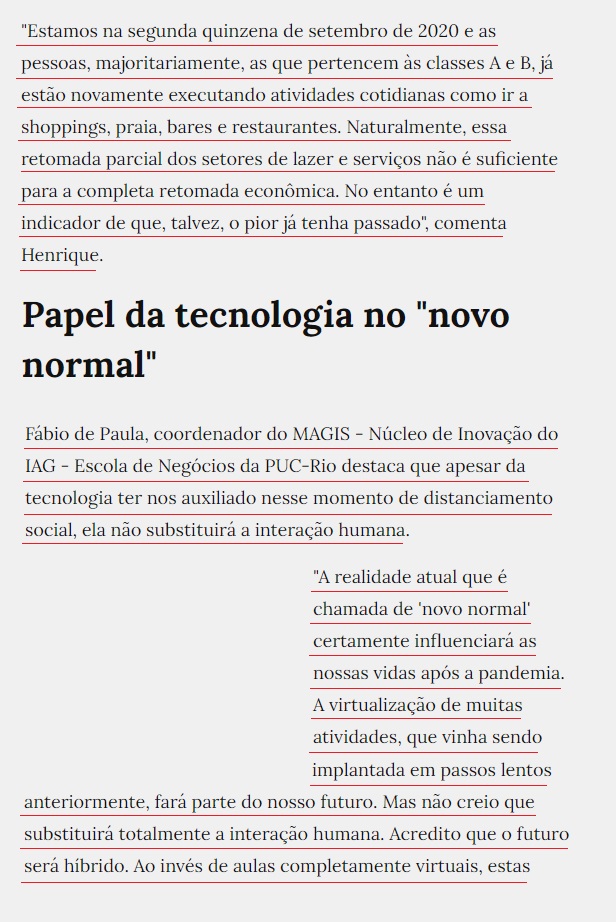 "Estamos na segunda quinzena de setembro de 2020 e as
pessoas, majoritariamente, as que pertencem às classes A e B, já
estão novamente executando atividades cotidianas como ir a
shoppings, praia, bares e restaurantes. Naturalmente, essa
retomada parcial dos setores de lazer e serviços não é suficiente
para a completa retomada econômica. No entanto é um
indicador de que, talvez, o pior já tenha passado", comenta
Henrique.
Papel da tecnologia no "novo
normal"
Fábio de Paula, coordenador do MAGIS - Núcleo de Inovação do
IAG - Escola de Negócios da PUC-Rio destaca que apesar da
tecnologia ter nos auxiliado nesse momento de distanciamento
social, ela não substituirá a interação humana.
"A realidade atual que é
chamada de 'novo normal'
certamente influenciará as
nossas vidas após a pandemia.
A virtualização de muitas
atividades, que vinha sendo
implantada em passos lentos
anteriormente, fará parte do nosso futuro. Mas não creio que
substituirá totalmente a interação humana. Acredito que o futuro
será híbrido. Ao invés de aulas completamente virtuais, estas